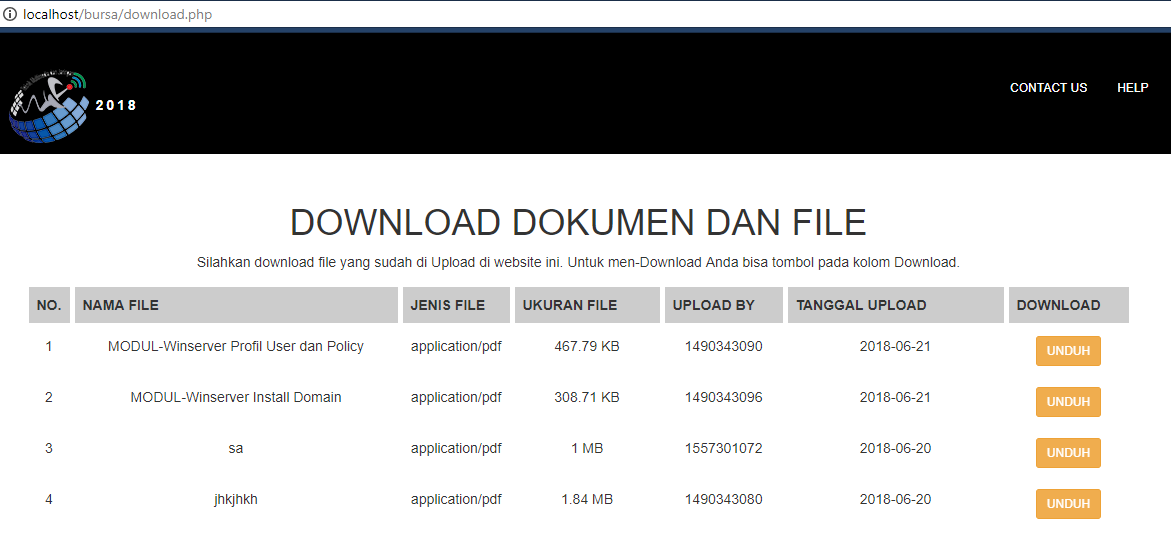 localhost/bursa/download.php
2018
CONTACT US HELP
DOWNLOAD DOKUMEN DAN FILE
Silahkan download file yang sudah di Upload di website ini. Untuk men-Download Anda bisa tombol pada kolom Download.
NO. NAMA FILE JENIS FILE UKURAN FILE UPLOAD BY TANGGAL UPLOAD DOWNLOAD
1 MODUL-Winserver Profil User dan Policy application/pdf 467.79 KB 1490343090 2018-06-21 UNDUH
2 MODUL-Winserver Install Domain application/pdf 308.71 KB 1490343096 2018-06-21 UNDUH
3 sa application/pdf 1 MB 1557301072 2018-06-20 UNDUH
4 jhkjhkh application/pdf 1.84 MB 1490343080 2018-06-20 UNDUH